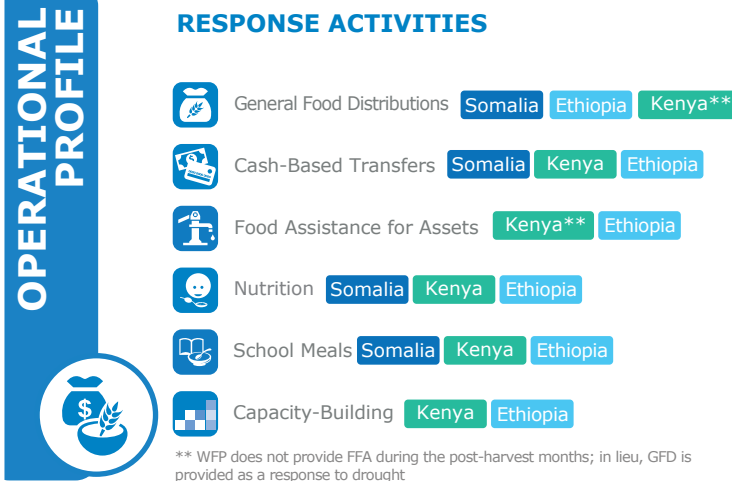 OPERATIONAL
PROFILE
RESPONSE ACTIVITIES
General Food Distributions Somalia Ethiopia Kenya**
Cash-Based Transfers Somalia Kenya Ethiopia
Food Assistance for Assets Kenya** Ethiopia
Nutrition Somalia Kenya Ethiopia
School Meals Somalia Kenya Ethiopia
Capacity-Building Kenya Ethiopia
$
** WFP does not provide FFA during the post-harvest months; in lieu, GFD is
provided as a response to drought